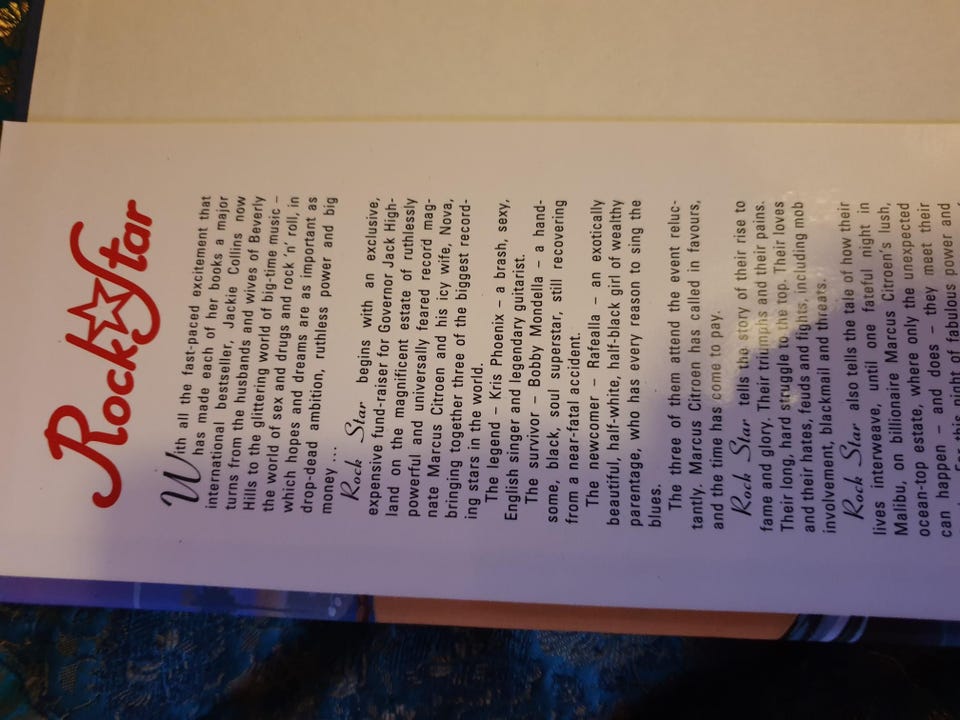 Rock Star
With all the fast-paced excitement that
has made each of her books a major
international bestseller, Jackie Collins now
turns from the husbands and wives of Beverly
Hills to the glittering world of big-time music –
the world of sex and drugs and rock 'n' roll, in
which hopes and dreams are as important as
drop-dead ambition, ruthless power and big
money ...
Rock Star begins with an exclusive,
expensive fund-raiser for Governor Jack High-
land on the magnificent estate of ruthlessly
powerful and universally feared record mag-
nate Marcus Citroen and his icy wife, Nova,
bringing together three of the biggest record-
ing stars in the world.
The legend – Kris Phoenix – a brash, sexy,
English singer and legendary guitarist.
The survivor – Bobby Mondella – a hand-
some, black, soul superstar, still recovering
from a near-fatal accident.
The newcomer – Rafealla – an exotically
beautiful, half-white, half-black girl of wealthy
parentage, who has every reason to sing the
blues.
The three of them attend the event reluc-
tantly. Marcus Citroen has called in favours,
and the time has come to pay.
Rock Star tells the story of their rise to
fame and glory. Their triumphs and their pains.
Their long, hard struggle to the top. Their loves
and their hates, feuds and fights, including mob
involvement, blackmail and threats.
Rock Star also tells the tale of how their
lives interweave, until one fateful night in
Malibu, on billionaire Marcus Citroen's lush,
ocean-top estate, where only the unexpected
can happen – and does – they meet their
For this night of fabulous power and